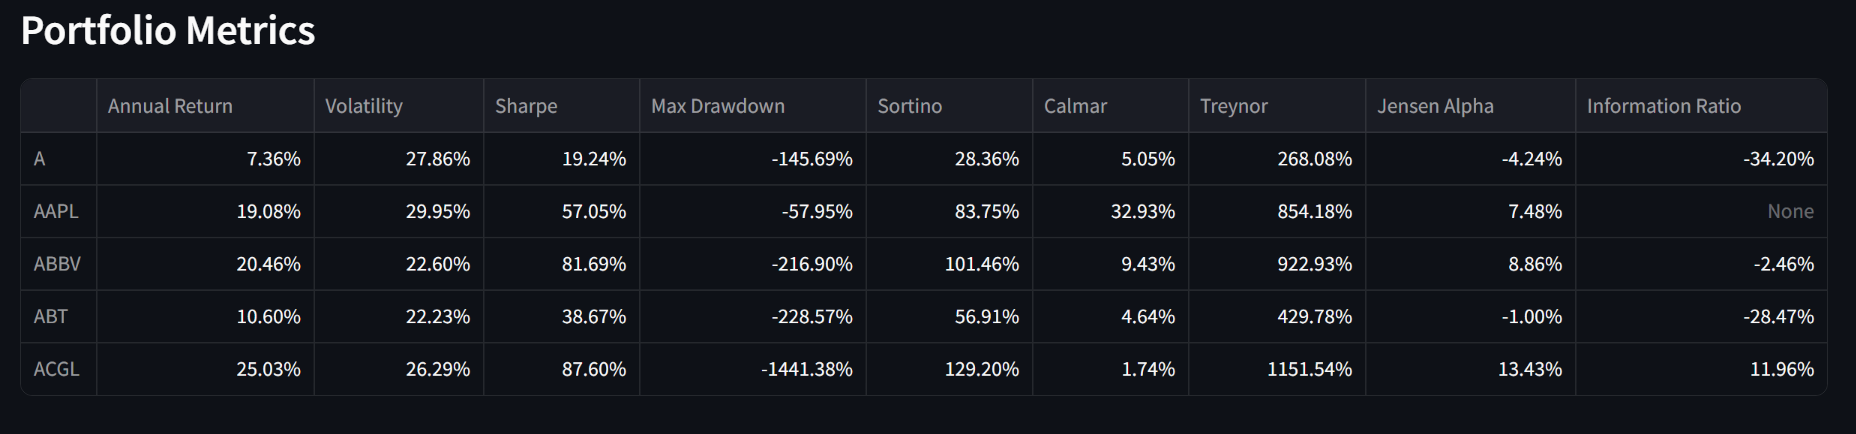 Portfolio Metrics
Annual Return Volatility Sharpe Max Drawdown Sortino Calmar Treynor Jensen Alpha Information Ratio
A 7.36% 27.86% 19.24% -145.69% 28.36% 5.05% 268.08% -4.24% -34.20%
AAPL 19.08% 29.95% 57.05% -57.95% 83.75% 32.93% 854.18% 7.48% None
ABBV 20.46% 22.60% 81.69% -216.90% 101.46% 9.43% 922.93% 8.86% -2.46%
ABT 10.60% 22.23% 38.67% -228.57% 56.91% 4.64% 429.78% -1.00% -28.47%
ACGL 25.03% 26.29% 87.60% -1441.38% 129.20% 1.74% 1151.54% 13.43% 11.96%